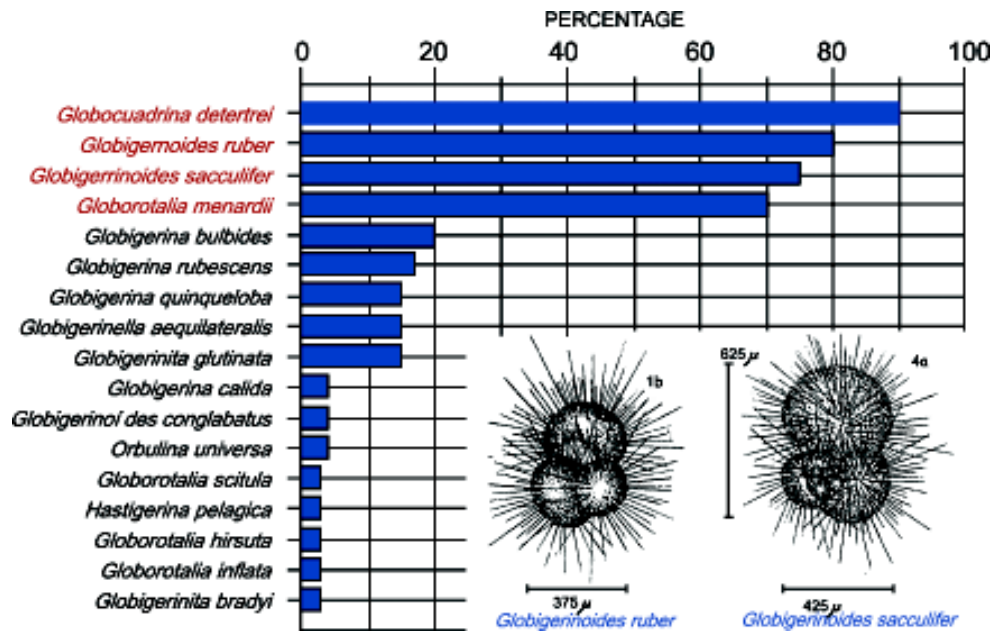 PERCENTAGE
0 20 40 60 80 100
Globocuadrina detertrei
Globigernoides ruber
Globigerrinoides sacculifer
Globorotalia menardii
Globigerina bulbides
Globigerina rubescens
Globigerina quinqueloba
Globigerinella aequilateralis
Globigerinita glutinata
Globigerina calida
Globigerinoi des conglabatus
Orbulina universa
Globorotalia scitula
Hastigerina pelagica
Globorotalia hirsuta
Globorotalia inflata
Globigerinita bradyi
1b
375 µ
Globigerinoides ruber
625 µ
4a
425 µ
Globigerinoides sacculifer